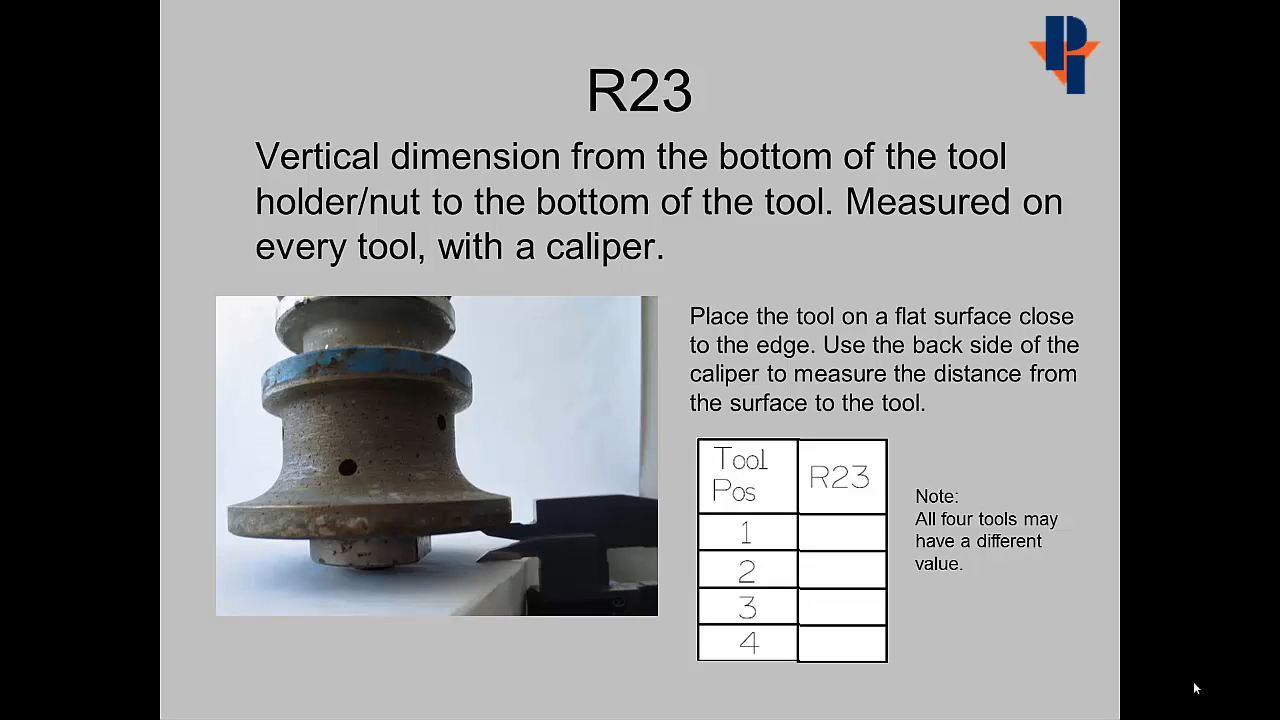 R23
Vertical dimension from the bottom of the tool
holder/nut to the bottom of the tool. Measured on
every tool, with a caliper.
Place the tool on a flat surface close
to the edge. Use the back side of the
caliper to measure the distance from
the surface to the tool.
Tool
Pos
R23
1
2
3
4
Note:
All four tools may
have a different
value.